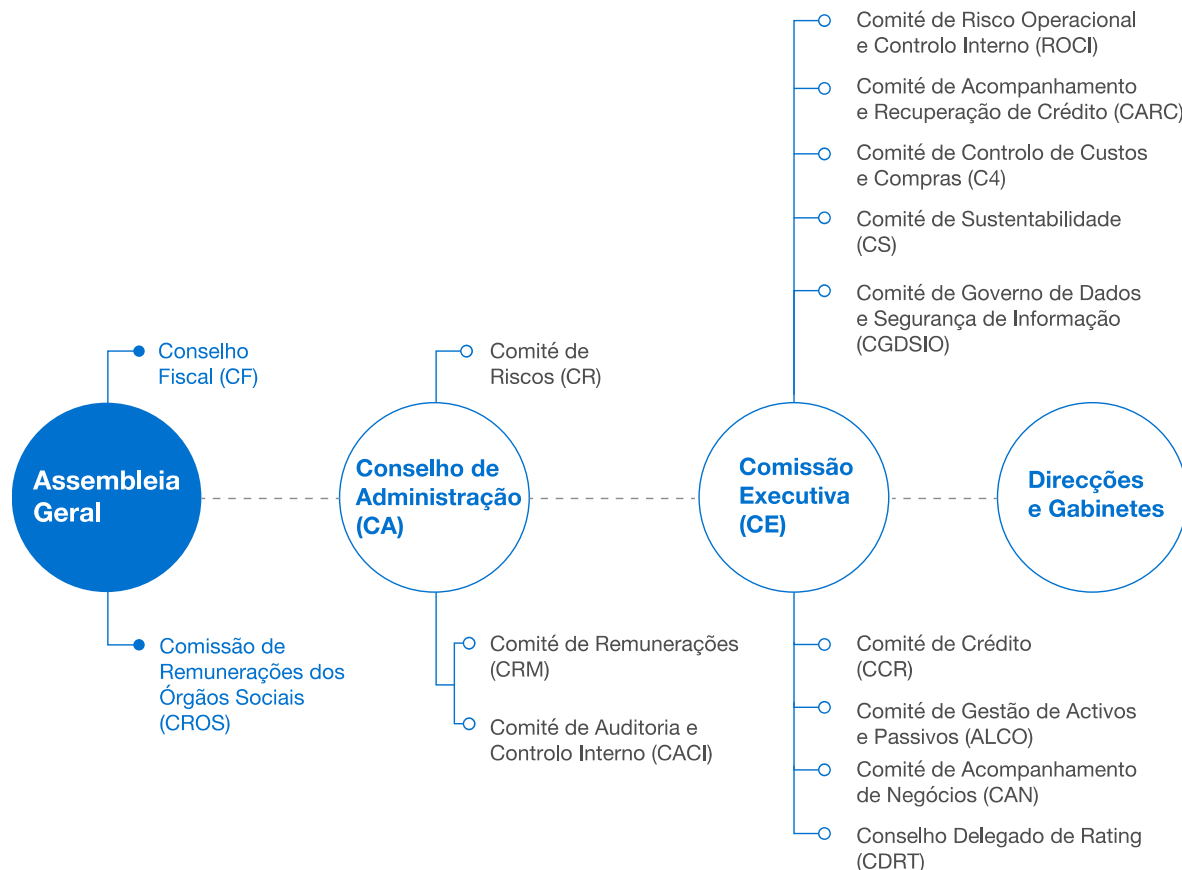 Comité de Risco Operacional
e Controlo Interno (ROCI)
Comité de Acompanhamento
e Recuperação de Crédito (CARC)
Comité de Controlo de Custos
e Compras (C4)
Comité de Sustentabilidade
(CS)
Comité de Governo de Dados
e Segurança de Informação
(CGDSIO)
Conselho
Fiscal (CF)
Comité de
Riscos (CR)
Assembleia
Geral
Conselho de
Administração
(CA)
Comissão
Executiva
(CE)
Direcções
e Gabinetes
Comissão de
Remunerações dos
Órgãos Sociais
(CROS)
Comité de Remunerações
(CRM)
Comité de Auditoria e
Controlo Interno (CACI)
Comité de Crédito
(CCR)
Comité de Gestão de Activos
e Passivos (ALCO)
Comité de Acompanhamento
de Negócios (CAN)
Conselho Delegado de Rating
(CDRT)